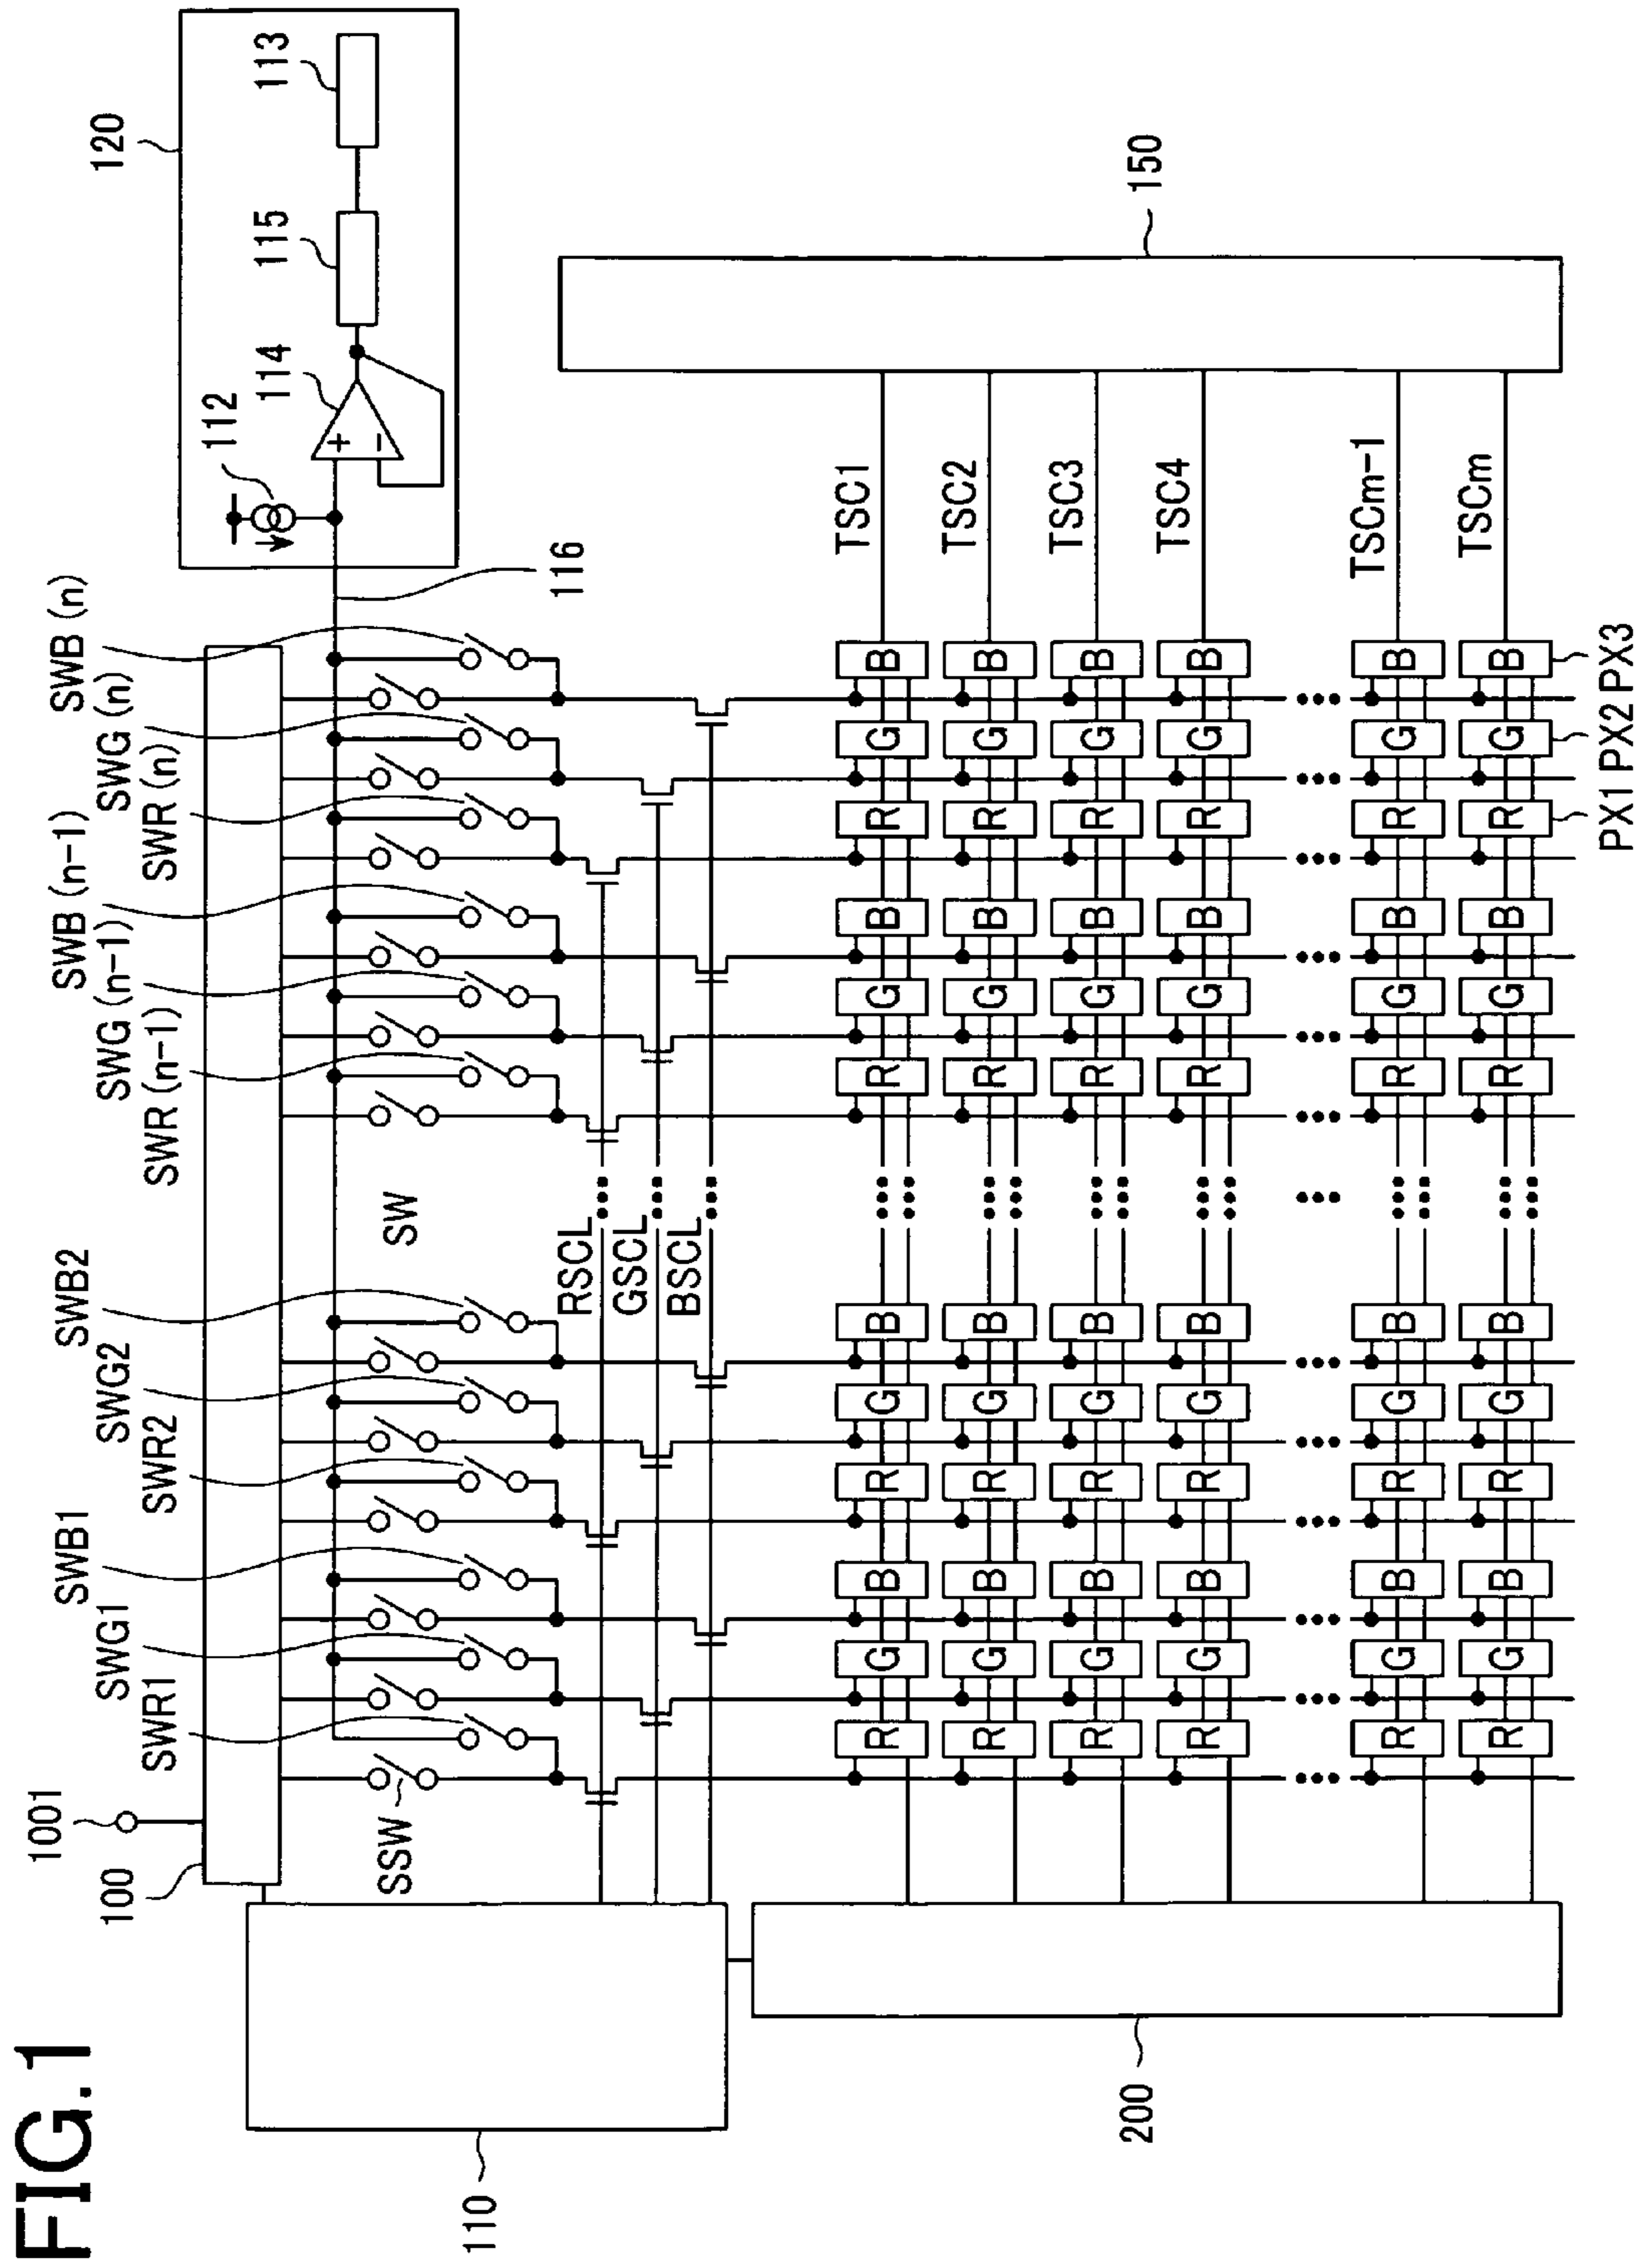 FIG.1
1001
100
SWR1
SWG1
SWB1
SWR2
SWG2
SWB2
SWR(n-1)
SWG(n-1)
SWB(n-1)
SWR(n)
SWG(n)
SWB(n)
120
112
114
115
113
+
-
116
SSW
SW
110
RSCL
GSCL
BSCL
150
200
R G B R G B R G B R G B TSC1
R G B R G B R G B R G B TSC2
R G B R G B R G B R G B TSC3
R G B R G B R G B R G B TSC4
R G B R G B R G B R G B TSCm-1
R G B R G B R G B R G B TSCm
PX1 PX2 PX3